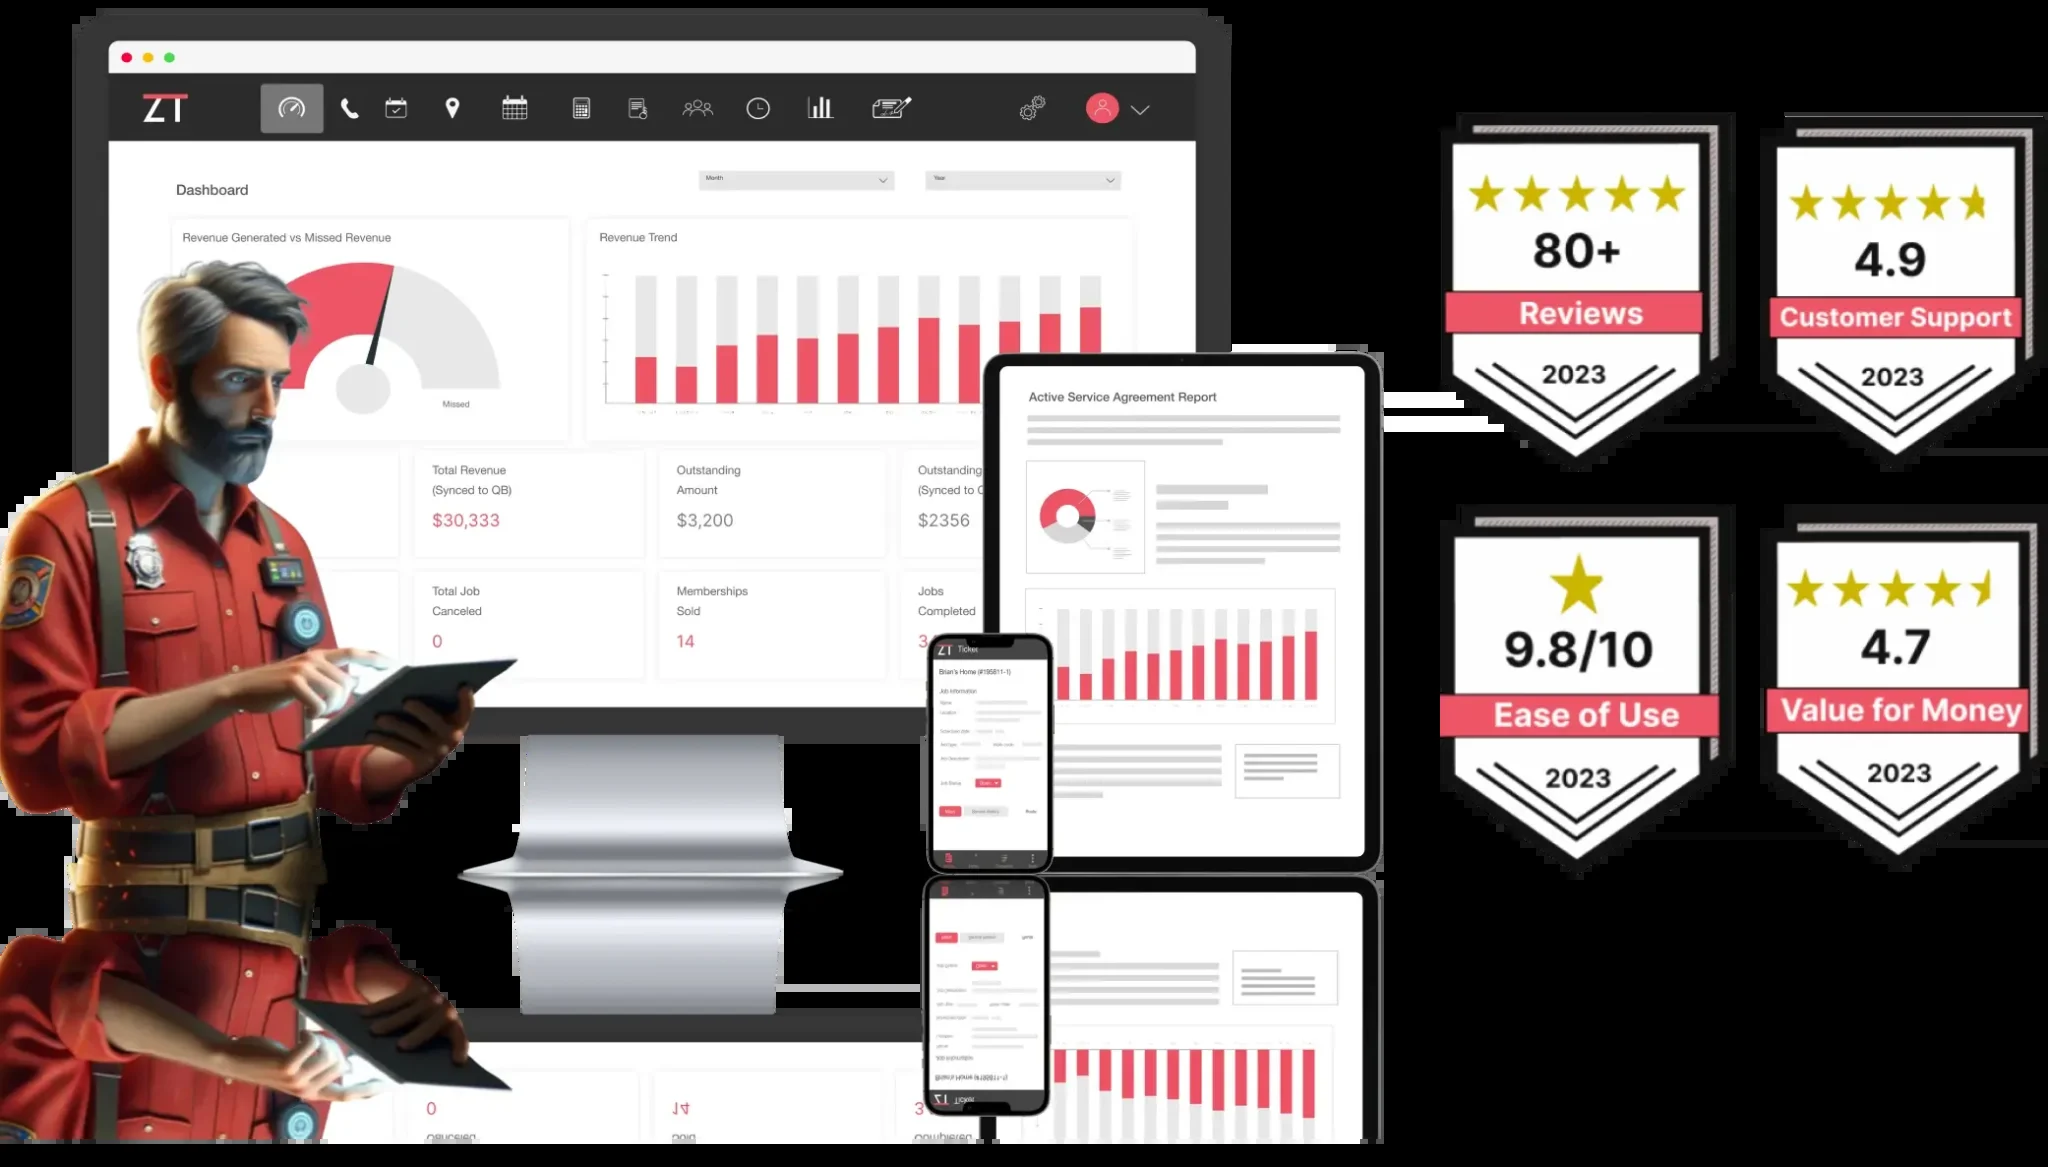 ZT
Dashboard
Month
Year
Revenue Generated vs Missed Revenue
Missed
Revenue Trend
Total Revenue
(Synced to QB)
$30,333
Outstanding
Amount
$3,200
Outstanding
(Synced to
$2356
Total Job
Canceled
0
Memberships
Sold
14
Jobs
Completed
3
Active Service Agreement Report
ZT Ticket
Brian's Home (#195811-1)
Job Information
80+
Reviews
2023
4.9
Customer Support
2023
9.8/10
Ease of Use
2023
4.7
Value for Money
2023